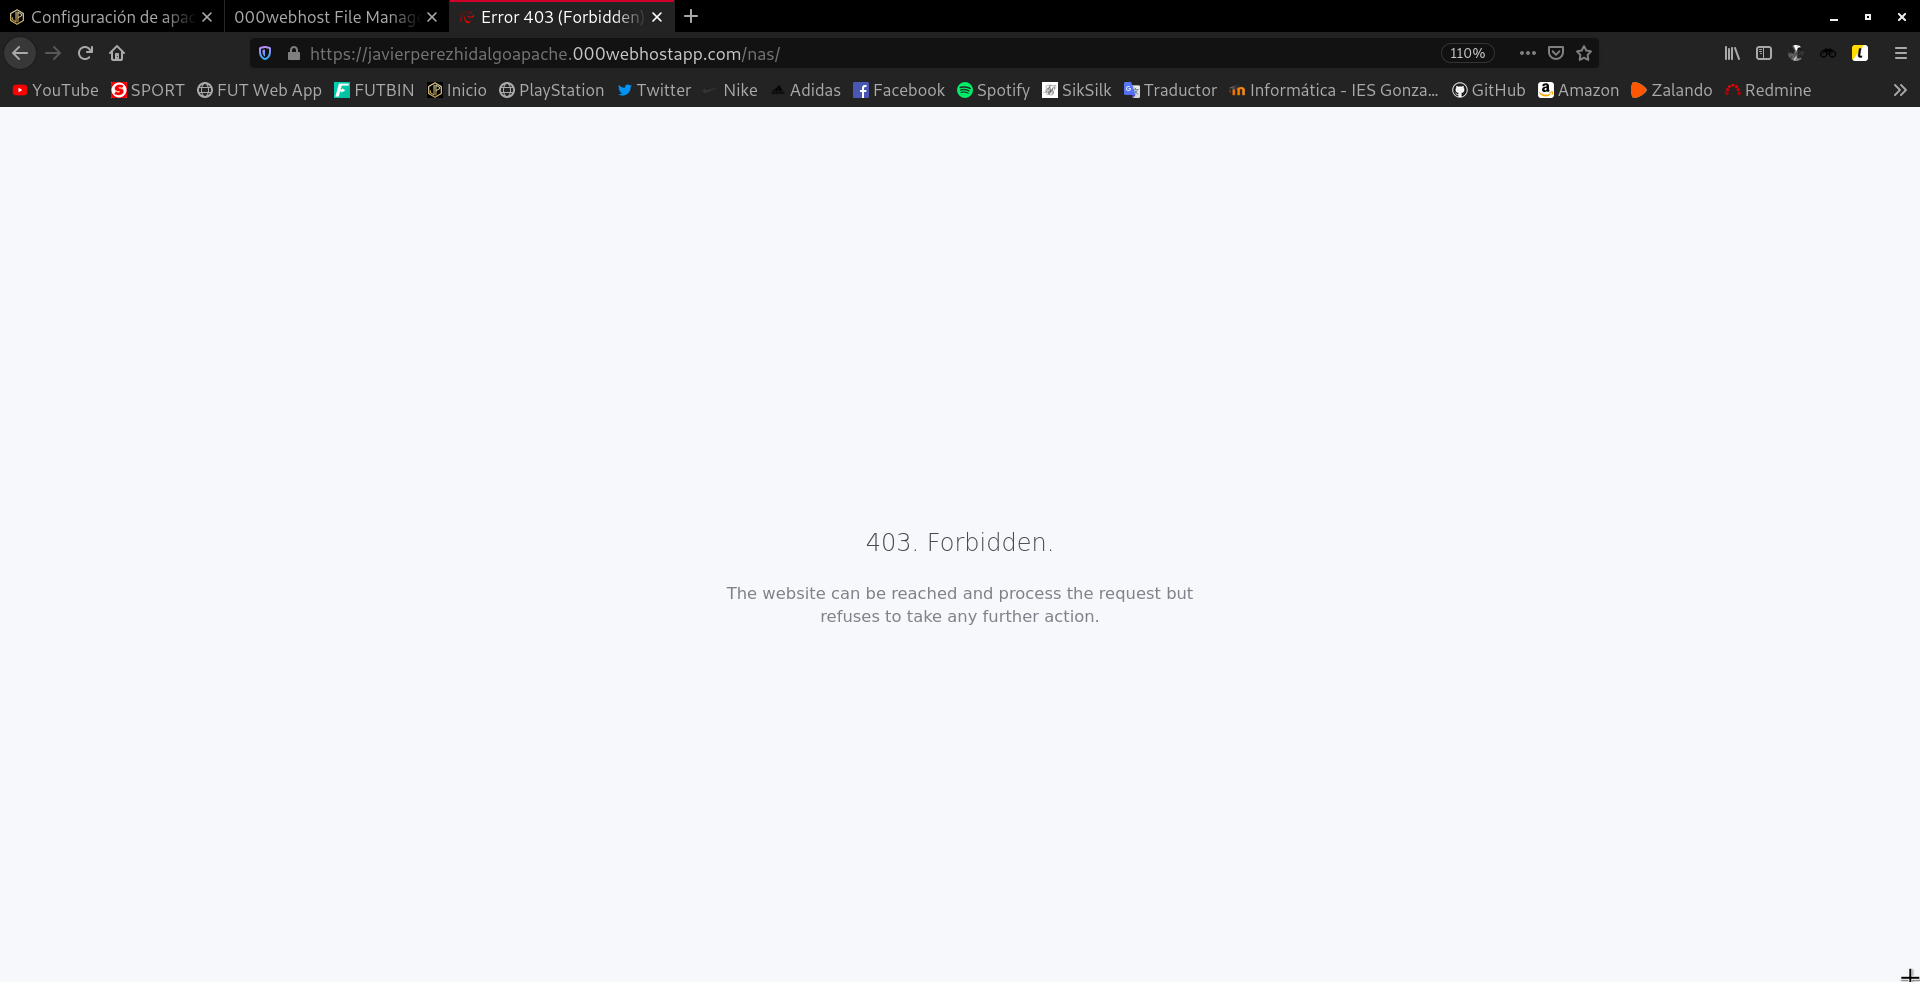 Configuración de apac
000webhost File Manag
Error 403 (Forbidden)
https://javierperezhidalgoapache.000webhostapp.com/nas/
110%
YouTube SPORT FUT Web App FUTBIN Inicio PlayStation Twitter Nike Adidas Facebook Spotify SikSilk Traductor Informática - IES Gonza... GitHub Amazon Zalando Redmine
403. Forbidden.
The website can be reached and process the request but
refuses to take any further action.